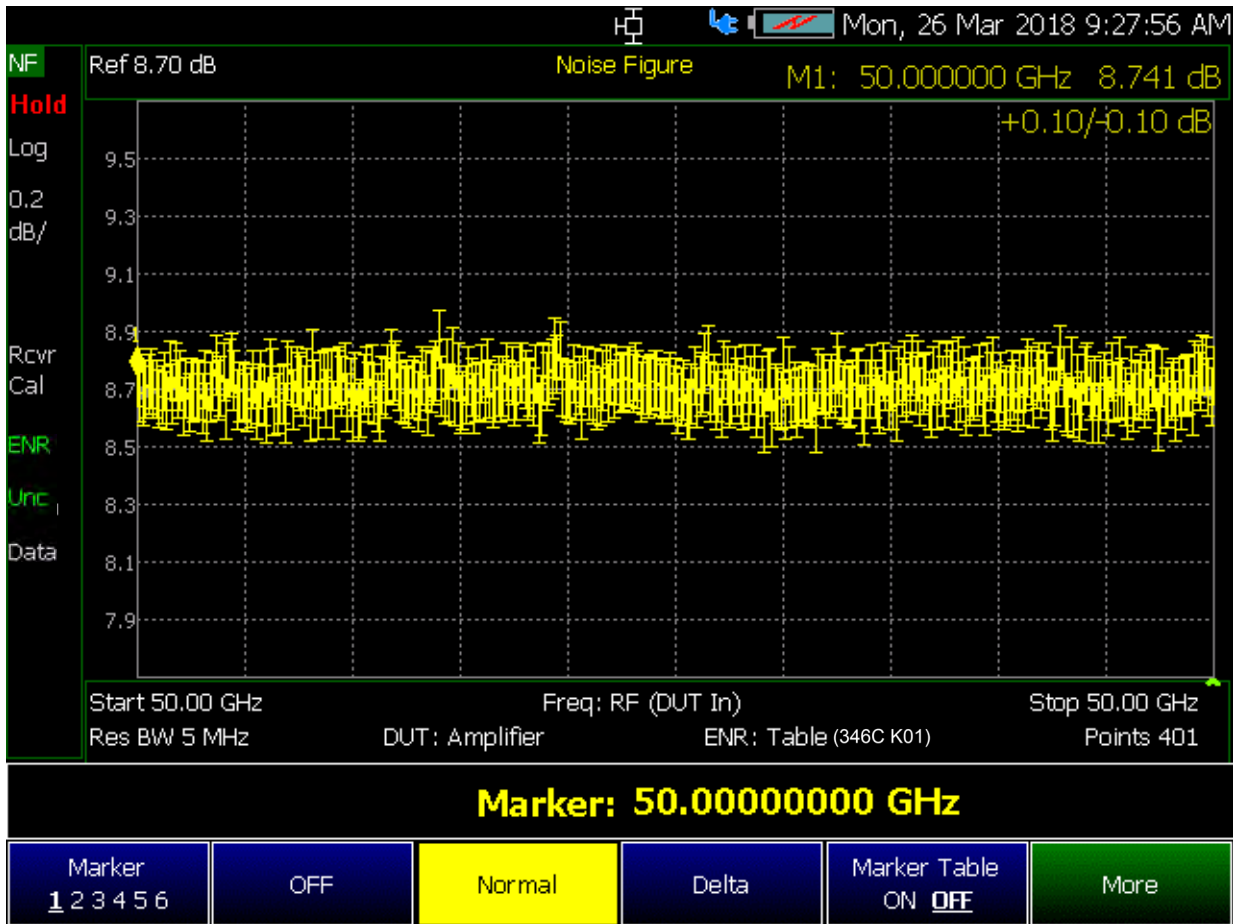 Mon, 26 Mar 2018 9:27:56 AM
NF
Ref 8.70 dB
Noise Figure
M1: 50.000000 GHz 8.741 dB
Hold
+0.10/-0.10 dB
Log
0.2
dB/
Rcvr
Cal
ENR
Unc
Data
9.5
9.3
9.1
8.9
8.7
8.5
8.3
8.1
7.9
Start 50.00 GHz
Freq: RF (DUT In)
Stop 50.00 GHz
Res BW 5 MHz
DUT: Amplifier
ENR: Table (346C K01)
Points 401
Marker: 50.00000000 GHz
Marker
1 2 3 4 5 6
OFF
Normal
Delta
Marker Table
ON OFF
More